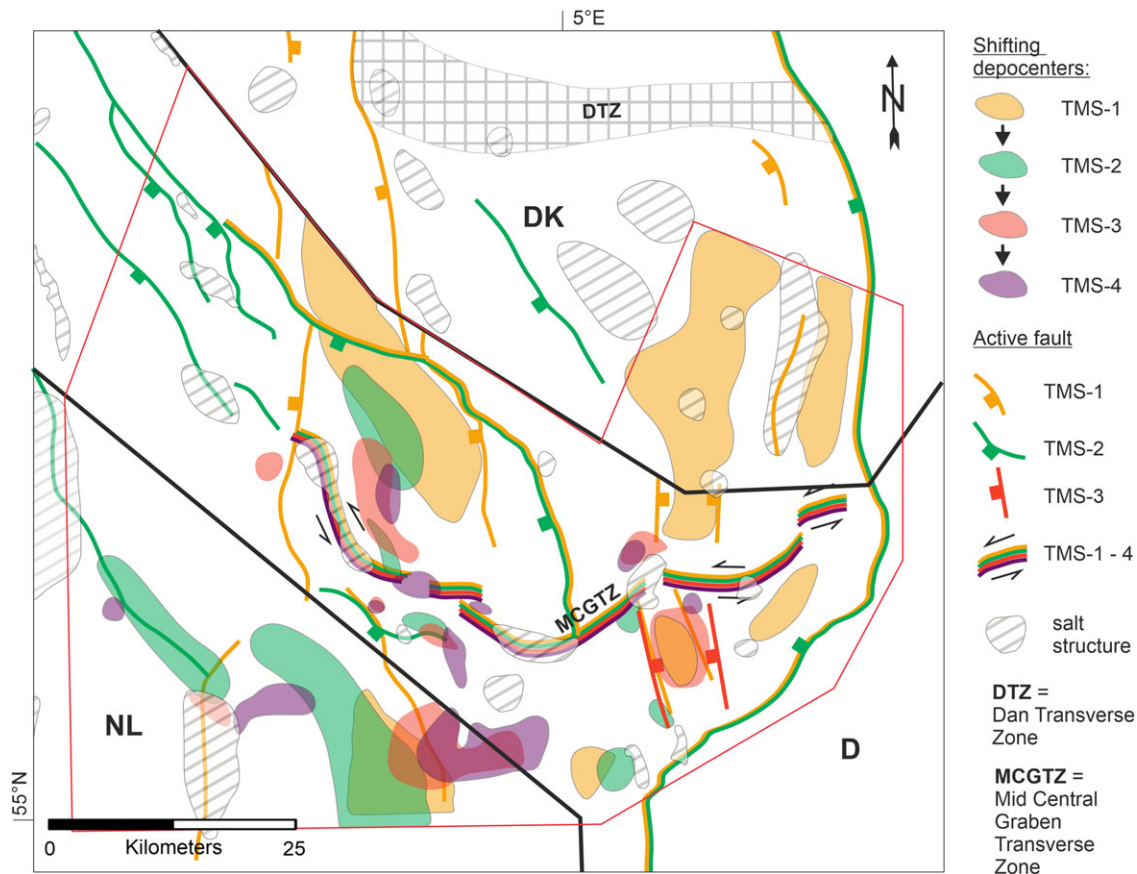 5°E
N
DTZ
DK
MCGTZ
NL
D
55°N
0 Kilometers 25
Shifting
depocenters:
TMS-1
TMS-2
TMS-3
TMS-4
Active fault
TMS-1
TMS-2
TMS-3
TMS-1 - 4
salt
structure
DTZ =
Dan Transverse
Zone
MCGTZ =
Mid Central
Graben
Transverse
Zone